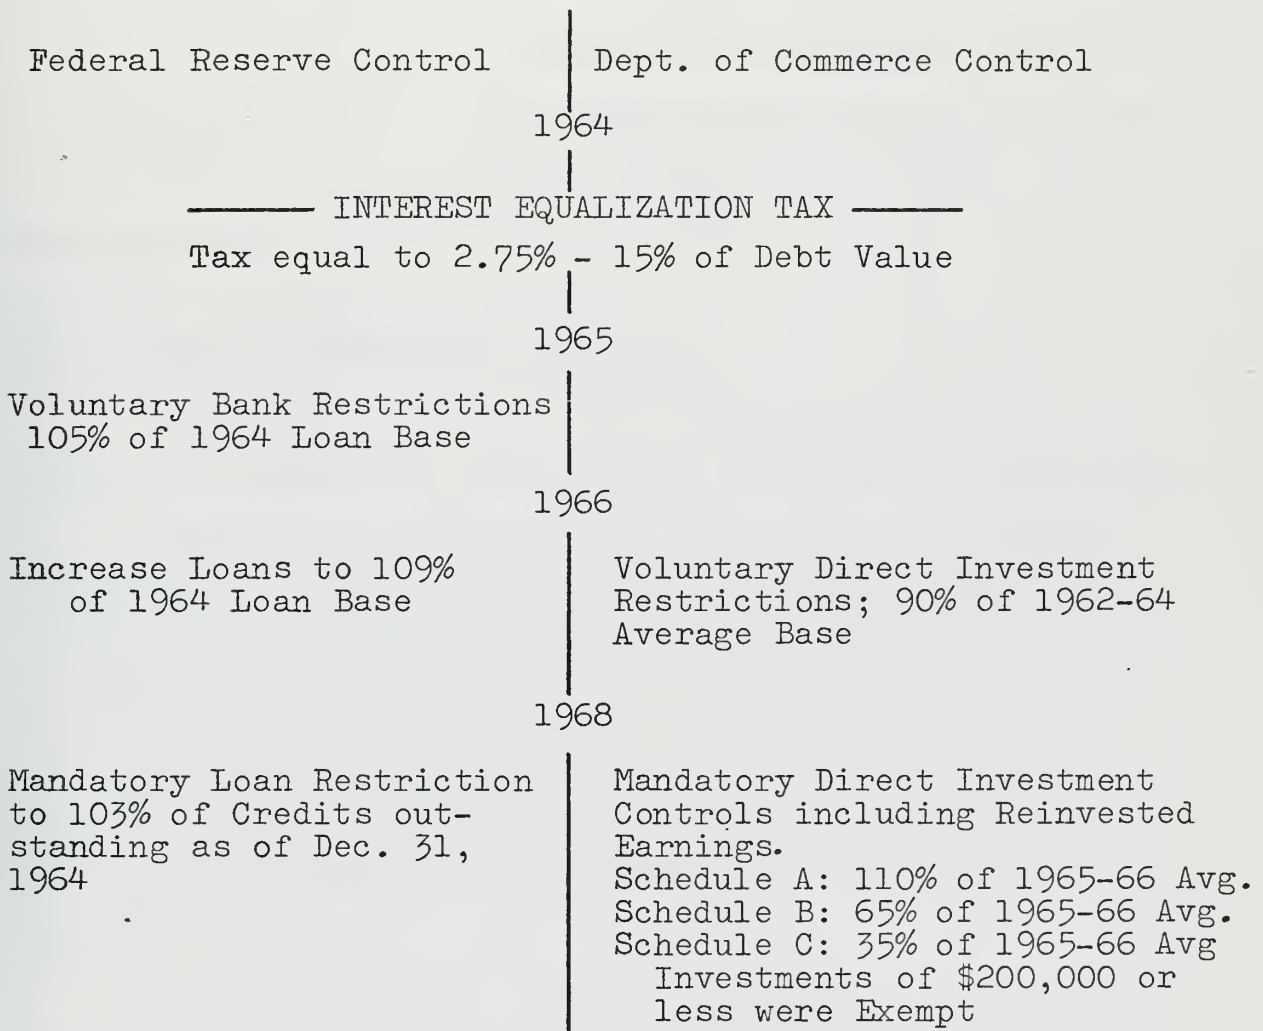 Federal Reserve Control
Dept. of Commerce Control
1964
INTEREST EQUALIZATION TAX
Tax equal to 2.75% - 15% of Debt Value
1965
Voluntary Bank Restrictions
105% of 1964 Loan Base
1966
Increase Loans to 109%
of 1964 Loan Base
Voluntary Direct Investment
Restrictions; 90% of 1962-64
Average Base
1968
Mandatory Loan Restriction
to 103% of Credits out-
standing as of Dec. 31,
1964
Mandatory Direct Investment
Controls including Reinvested
Earnings.
Schedule A: 110% of 1965-66 Avg.
Schedule B: 65% of 1965-66 Avg.
Schedule C: 35% of 1965-66 Avg
Investments of $200,000 or
less were Exempt